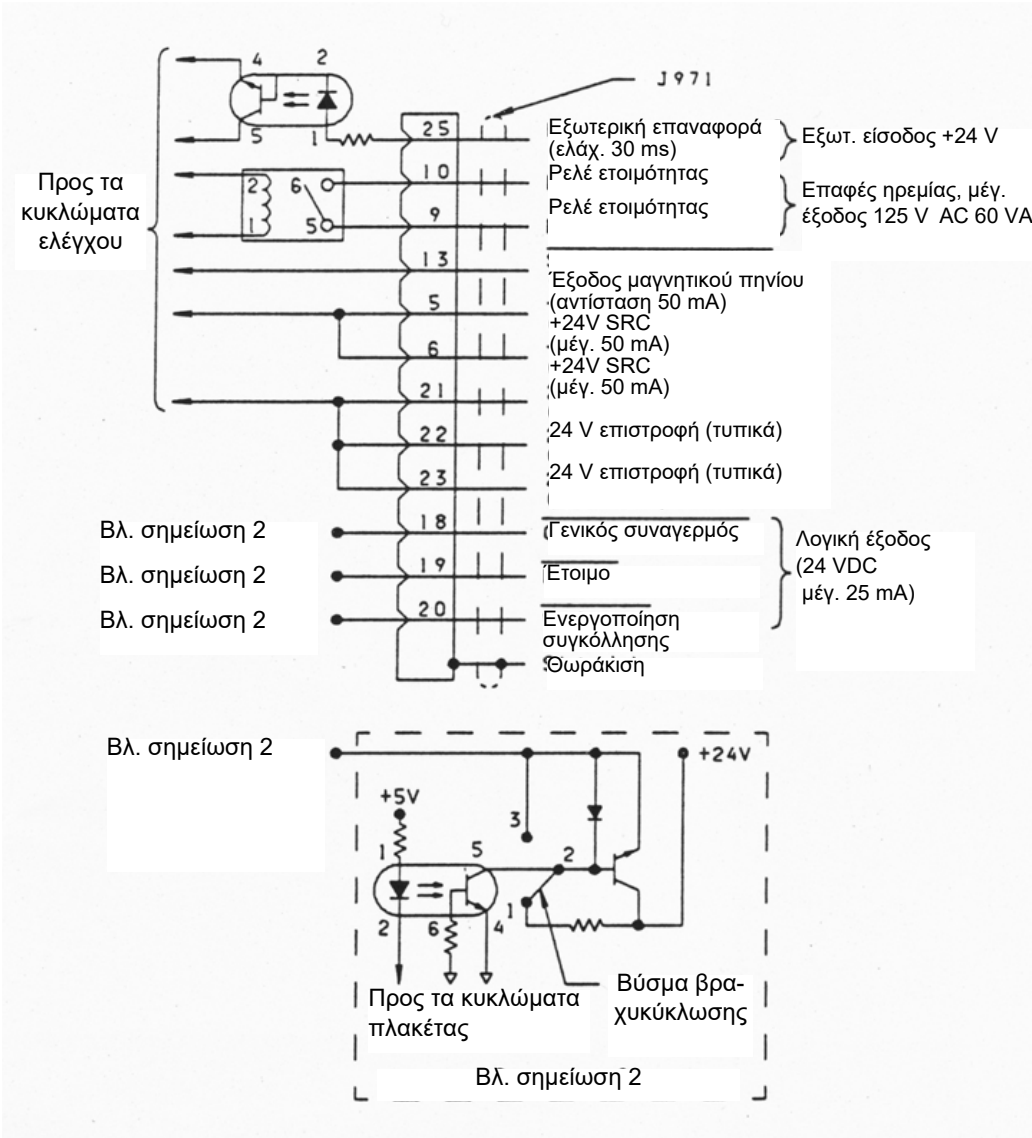 J971
4 2
5 1
25 Εξωτερική επαναφορά
(ελάχ. 30 ms)
Εξωτ. είσοδος +24 V
Προς τα
κυκλώματα
ελέγχου
2 6
1 5
10 Ρελέ ετοιμότητας
9 Ρελέ ετοιμότητας
Επαφές ηρεμίας, μέγ.
έξοδος 125 V AC 60 VA
13 Έξοδος μαγνητικού πηνίου
(αντίσταση 50 mA)
5 +24V SRC
(μέγ. 50 mA)
6 +24V SRC
(μέγ. 50 mA)
21
22 24 V επιστροφή (τυπικά)
23 24 V επιστροφή (τυπικά)
Βλ. σημείωση 2 18 Γενικός συναγερμός
Βλ. σημείωση 2 19 Έτοιμο
Βλ. σημείωση 2 20 Ενεργοποίηση
συγκόλλησης
Λογική έξοδος
(24 VDC
μέγ. 25 mA)
Θωράκιση
Βλ. σημείωση 2
+24V
+5V
3
1 5 2
1
2 6 4
Προς τα κυκλώματα
πλακέτας
Βύσμα βρα-
χυκύκλωσης
Βλ. σημείωση 2